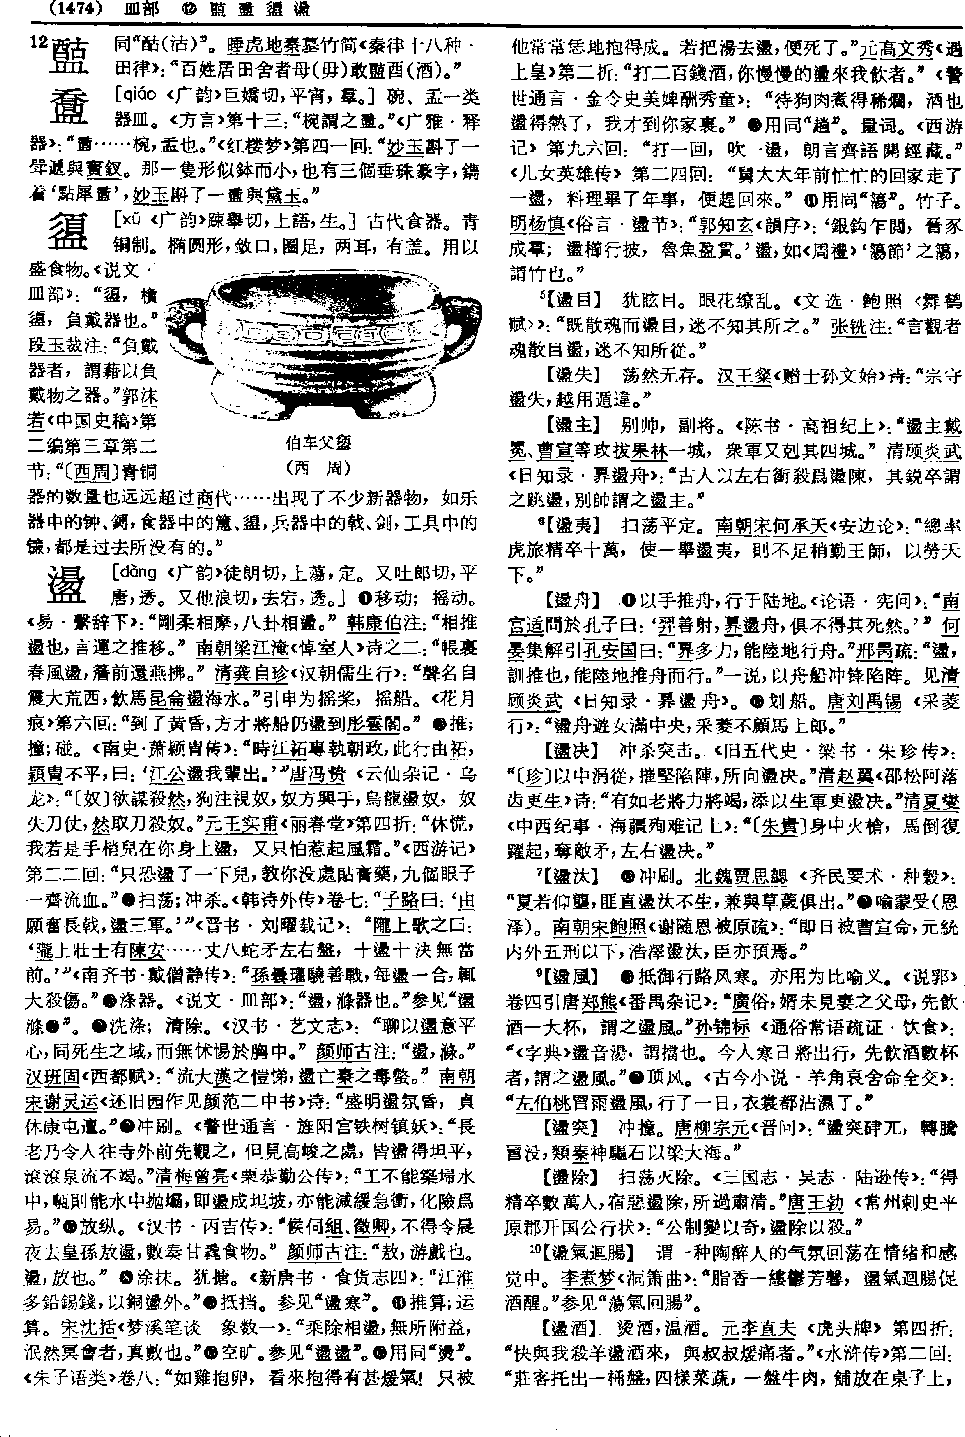 (1474) 皿部 ⑫ 𥂠 𥂩 盨 盪
12 同“酤(沽)”。睡虎地秦墓竹简《秦律十八种·
田律》:“百姓居田舍者毋(毋)敢
酉(酒)。”
[qiáo 《广韵》巨嬌切,平宵,羣。] 碗、盂一类
器皿。《方言》第十三:“椀謂之
。”《广雅·释
器》:“
……椀,盂也。”《红楼梦》第四一回:“妙玉斟了一
斝遞與寶釵。那一隻形似鉢而小,也有三個垂珠篆字,鐫
着‘點犀
’,妙玉斟了一
與黛玉。”
盨 [xǔ 《广韵》踈舉切,上語,生。] 古代食器。青
铜制。椭圆形,敛口,圈足,两耳,有盖。用以
盛食物。《说文·
皿部》:“盨,槓
盨,負戴器也。”
段玉裁注:“負戴
器者,謂藉以負
戴物之器。”郭沫
若《中国史稿》第
二编第三章第二
节:“〔西周〕青铜
伯车父盨
(西 周)
器的数量也远远超过商代……出现了不少新器物,如乐
器中的钟、鎛,食器中的簠、盨,兵器中的戟、剑,工具中的
镰,都是过去所没有的。”
盪 [dàng 《广韵》徒朗切,上蕩,定。又吐郎切,平
唐,透。又他浪切,去宕,透。] ❶移动;摇动。
《易·繫辞下》:“剛柔相摩,八卦相盪。”韩康伯注:“相推
盪也,言運之推移。”南朝梁江淹《悼室人》诗之二:“帳裏
春風盪,簷前還燕拂。”清龚自珍《汉朝儒生行》:“聲名自
震大荒西,飲馬昆侖盪海水。”引申为摇桨,摇船。《花月
痕》第六回:“到了黄昏,方才將船仍盪到彤雲閣。” ❷推;
撞;碰。《南史·萧颖胄传》:“時江祏專執朝政,此行由祏,
穎胄不平,曰:‘江公盪我輩出。’”唐冯贽《云仙杂记·乌
龙》:“〔奴〕欲謀殺然,狗注視奴,奴方興手,烏龍盪奴,奴
失刀仗,然取刀殺奴。”元王实甫《丽春堂》第四折:“休慌,
我若是手梢兒在你身上盪,又只怕惹起風霜。”《西游记》
第二二回:“只恐盪了一下兒,教你没處貼膏藥,九個眼子
一齊流血。”❸扫荡;冲杀。《韩诗外传》卷七:“子路曰:‘由
願奮長戟,盪三軍。’”《晋书·刘曜载记》:“隴上歌之曰:
‘隴上壯士有陳安……丈八蛇矛左右盤,十盪十決無當
前。’”《南齐书·戴僧静传》:“孫曇瓘驍善戰,每盪一合,輒
大殺傷。”❹涤器。《说文·皿部》:“盪,滌器也。”参见“盪
滌❶”。 ❺洗涤;清除。《汉书·艺文志》:“聊以盪意平
心,同死生之域,而無怵惕於胸中。”颜师古注:“盪,滌。”
汉班固《西都赋》:“流大漢之愷悌,盪亡秦之毒螫。”南朝
宋谢灵运《还旧园作见颜范二中书》诗:“盛明盪氛昏,貞
休康屯邅。”❻冲刷。《警世通言·旌阳宫铁树镇妖》:“長
老乃令人往寺外前先觀之,但見高峻之處,皆盪得坦平,
滾滾泉流不竭。”清梅曾亮《栗恭勤公传》:“工不能築埽水
中,甎則能水中抛壩,即盪成坦坡,亦能減緩急衝,化險爲
易。”❼放纵。《汉书·丙吉传》:“候伺組、徵卿,不得令晨
夜去皇孫敖盪,數奏甘毳食物。”颜师古注:“敖,游戲也。
盪,放也。” ❽涂抹。犹搪。《新唐书·食货志四》:“江淮
多鉛錫錢,以銅盪外。”❾抵挡。参见“盪寒”。 ❿推算;运
算。宋沈括《梦溪笔谈·象数一》:“乘除相盪,無所附益,
泯然冥會者,真數也。”⓫空旷。参见“盪盪”。⓬用同“燙”。
《朱子语类》卷八:“如雞抱卵,看來抱得有甚煖氣!只被
他常常恁地抱得成。若把湯去盪,便死了。”元高文秀《遇
上皇》第二折:“打二百錢酒,你慢慢的盪來我飲者。”《警
世通言·金令史美婢酬秀童》:“待狗肉煮得稀爛,酒也
盪得熱了,我才到你家裏。” ⓭用同“趟”。量词。《西游
记》第九六回:“打一回,吹一盪,朗言齊語開經藏。”
《儿女英雄传》第二四回:“舅太太年前忙忙的回家走了
一盪,料理畢了年事,便趕回來。” ⓮用同“簜”。竹子。
明杨慎《俗言·盪节》:“郭知玄《韻序》:‘銀鈎乍閲,晉豕
成羣;盪櫛行披,魯魚盈貫。’盪,如《周禮》‘簜節’之簜,
謂竹也。”
5【盪目】 犹眩目。眼花缭乱。《文选·鲍照〈舞鹤
赋〉》:“既散魂而盪目,迷不知其所之。”张铣注:“言觀者
魂散目盪,迷不知所從。”
【盪失】 荡然无存。汉王粲《赠士孙文始》诗:“宗守
盪失,越用遁違。”
【盪主】 别帅,副将。《陈书·高祖纪上》:“盪主戴
冕、曹宣等攻拔果林一城,衆軍又剋其四城。”清顾炎武
《日知录·奡盪舟》:“古人以左右衝殺爲盪陳,其鋭卒謂
之跳盪,别帥謂之盪主。”
6【盪夷】 扫荡平定。南朝宋何承天《安边论》:“總率
虎旅精卒十萬,使一舉盪夷,則不足稍勤王師,以勞天
下。”
【盪舟】 ❶以手推舟,行于陆地。《论语·宪问》:“南
宫适問於孔子曰:‘羿善射,奡盪舟,俱不得其死然。’”何
晏集解引孔安国曰:“奡多力,能陸地行舟。”邢昺疏:“盪,
訓推也,能陸地推舟而行。”一说,以舟船冲锋陷阵。见清
顾炎武《日知录·奡盪舟》。❷划船。唐刘禹锡《采菱
行》:“盪舟遊女滿中央,采菱不顧馬上郎。”
【盪决】 冲杀突击。《旧五代史·梁书·朱珍传》:
“〔珍〕以中涓從,摧堅陷陣,所向盪决。”清赵翼《邵松阿落
齿更生》诗:“有如老將力將竭,添以生軍更盪决。”清夏燮
《中西纪事·海疆殉难记上》:“〔朱貴〕身中火槍,馬倒復
躍起,奪敵矛,左右盪决。”
7【盪汰】 ❶冲刷。北魏贾思勰《齐民要术·种穀》:
“夏若仰壟,匪直盪汰不生,兼與草薉俱出。”❷喻蒙受(恩
泽)。南朝宋鲍照《谢随恩被原疏》:“即日被曹宣命,元统
内外五刑以下,浩澤盪汰,臣亦預焉。”
9【盪風】 ❶抵御行路风寒。亦用为比喻义。《说郛》
卷四引唐郑熊《番禺杂记》:“廣俗,婿未見妻之父母,先飲
酒一大杯,謂之盪風。”孙锦标《通俗常语疏证·饮食》:
“《字典》盪音湯,謂擋也。今人寒日將出行,先飲酒數杯
者,謂之盪風。”❷顶风。《古今小说·羊角哀舍命全交》:
“左伯桃冒雨盪風,行了一日,衣裳都沾濕了。”
【盪突】 冲撞。唐柳宗元《晋问》:“盪突硉兀,轉騰
冒没,類秦神驅石以梁大海。”
【盪除】 扫荡灭除。《三国志·吴志·陆逊传》:“得
精卒數萬人,宿惡盪除,所過肅清。”唐王勃《常州刺史平
原郡开国公行状》:“公制變以奇,盪除以殺。”
10【盪氣迴腸】 谓一种陶醉人的气氛回荡在情绪和感
觉中。李煮梦《洞箫曲》:“脂香一縷鬱芳馨,盪氣迴腸促
酒醒。”参见“蕩氣回腸”。
【盪酒】 烫酒,温酒。元李直夫《虎头牌》第四折:
“快與我殺羊盪酒來,與叔叔煖痛者。”《水浒传》第二回:
“莊客托出一桶盤,四樣菜蔬,一盤牛肉,鋪放在桌子上,